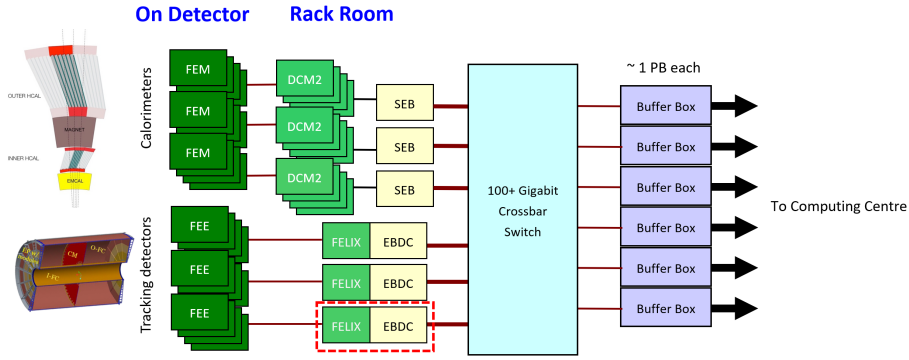 On Detector
Rack Room
OUTER HCAL
MAGNET
INNER HCAL
EMCAL
Calorimeters
FEM
FEM
FEM
DCM2
DCM2
DCM2
SEB
SEB
SEB
Tracking detectors
CM
O-FC
I-FC
FEE
FEE
FEE
FELIX
EBDC
FELIX
EBDC
FELIX
EBDC
100+ Gigabit
Crossbar
Switch
~ 1 PB each
Buffer Box
Buffer Box
Buffer Box
Buffer Box
Buffer Box
Buffer Box
To Computing Centre